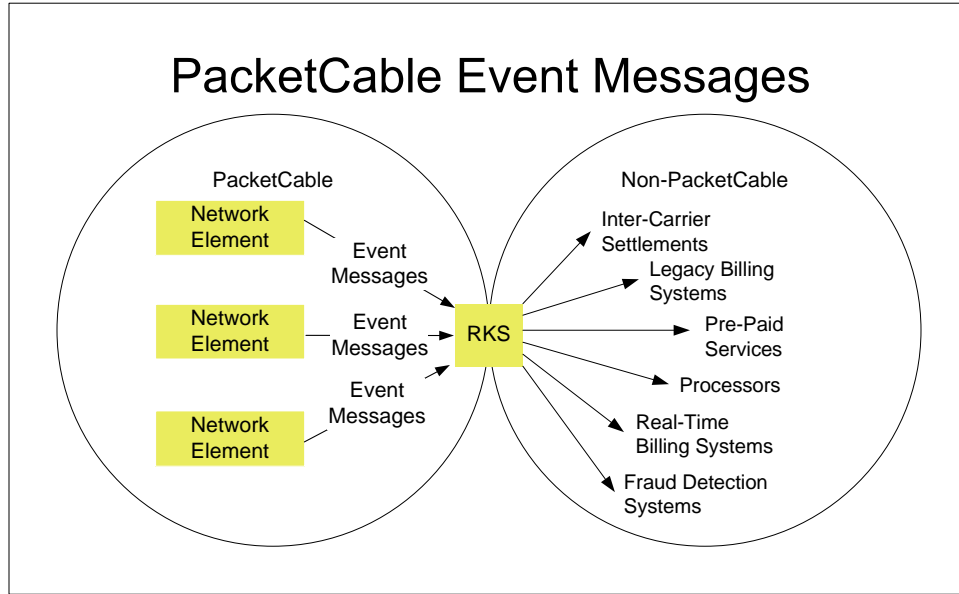 PacketCable Event Messages
PacketCable
Network
Element
Event
Messages
Network
Element
Event
Messages
Network
Element
Event
Messages
RKS
Non-PacketCable
Inter-Carrier
Settlements
Legacy Billing
Systems
Pre-Paid
Services
Processors
Real-Time
Billing Systems
Fraud Detection
Systems